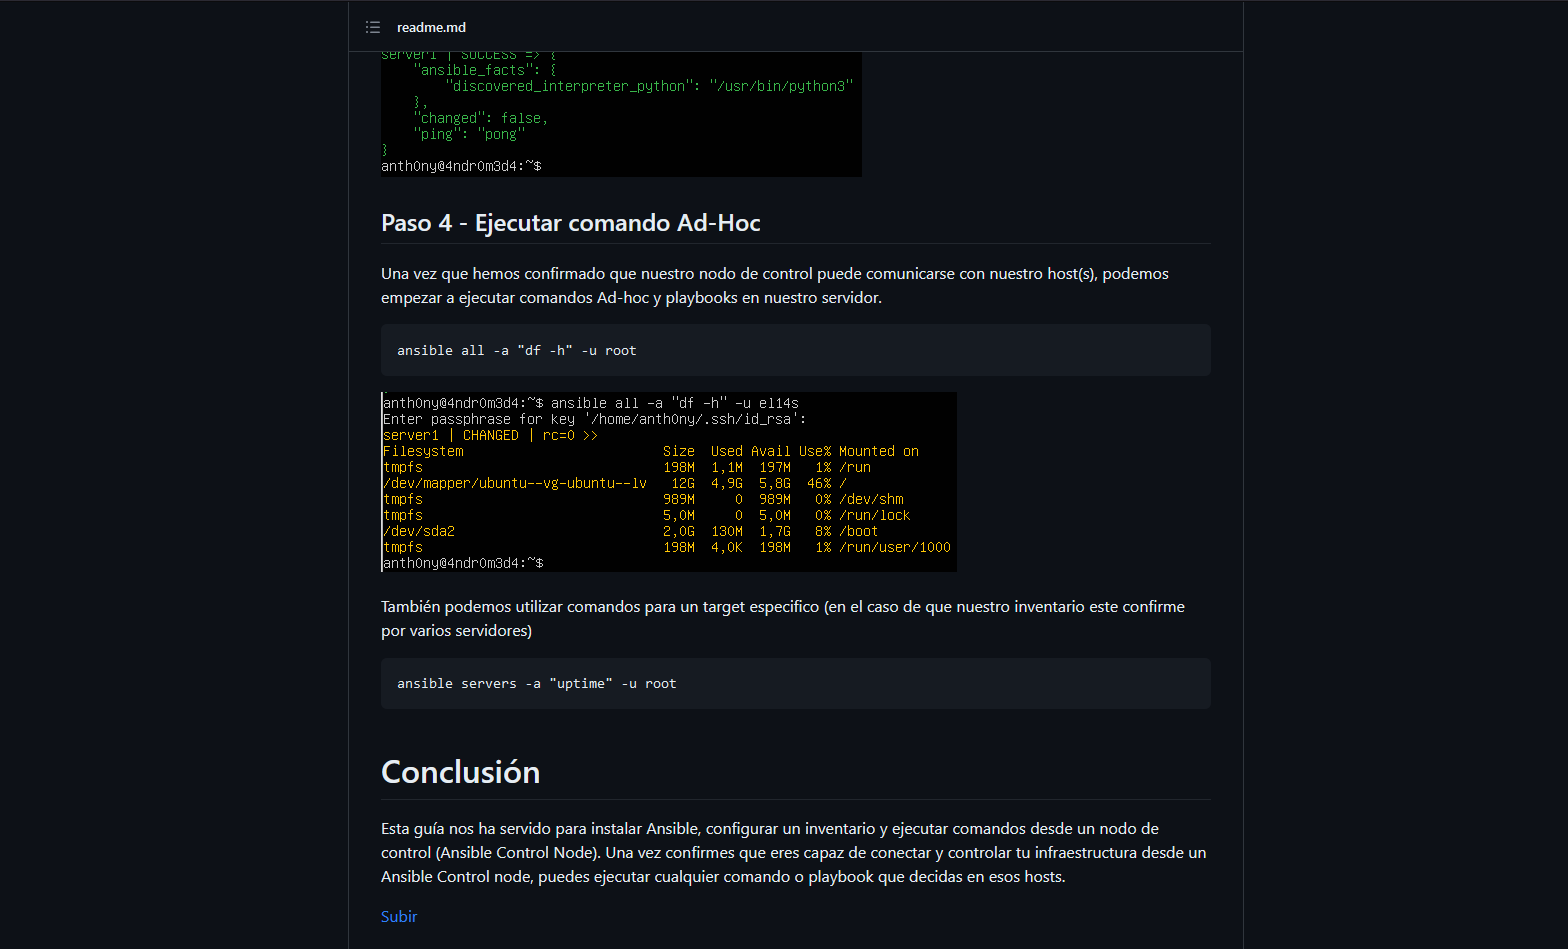 readme.md
server1 | SUCCESS => {
"ansible_facts": {
"discovered_interpreter_python": "/usr/bin/python3"
},
"changed": false,
"ping": "pong"
}
anth0ny@4ndr0m3d4:~$
Paso 4 - Ejecutar comando Ad-Hoc
Una vez que hemos confirmado que nuestro nodo de control puede comunicarse con nuestro host(s), podemos
empezar a ejecutar comandos Ad-hoc y playbooks en nuestro servidor.
ansible all -a "df -h" -u root
anth0ny@4ndr0m3d4:~$ ansible all -a "df -h" -u el14s
Enter passphrase for key '/home/anth0ny/.ssh/id_rsa':
server1 | CHANGED | rc=0 >>
Filesystem Size Used Avail Use% Mounted on
tmpfs 198M 1,1M 197M 1% /run
/dev/mapper/ubuntu--vg-ubuntu--lv 12G 4,9G 5,8G 46% /
tmpfs 989M 0 989M 0% /dev/shm
tmpfs 5,0M 0 5,0M 0% /run/lock
/dev/sda2 2,0G 130M 1,7G 8% /boot
tmpfs 198M 4,0K 198M 1% /run/user/1000
anth0ny@4ndr0m3d4:~$
También podemos utilizar comandos para un target especifico (en el caso de que nuestro inventario este confirme
por varios servidores)
ansible servers -a "uptime" -u root
Conclusión
Esta guía nos ha servido para instalar Ansible, configurar un inventario y ejecutar comandos desde un nodo de
control (Ansible Control Node). Una vez confirmes que eres capaz de conectar y controlar tu infraestructura desde un
Ansible Control node, puedes ejecutar cualquier comando o playbook que decidas en esos hosts.
Subir